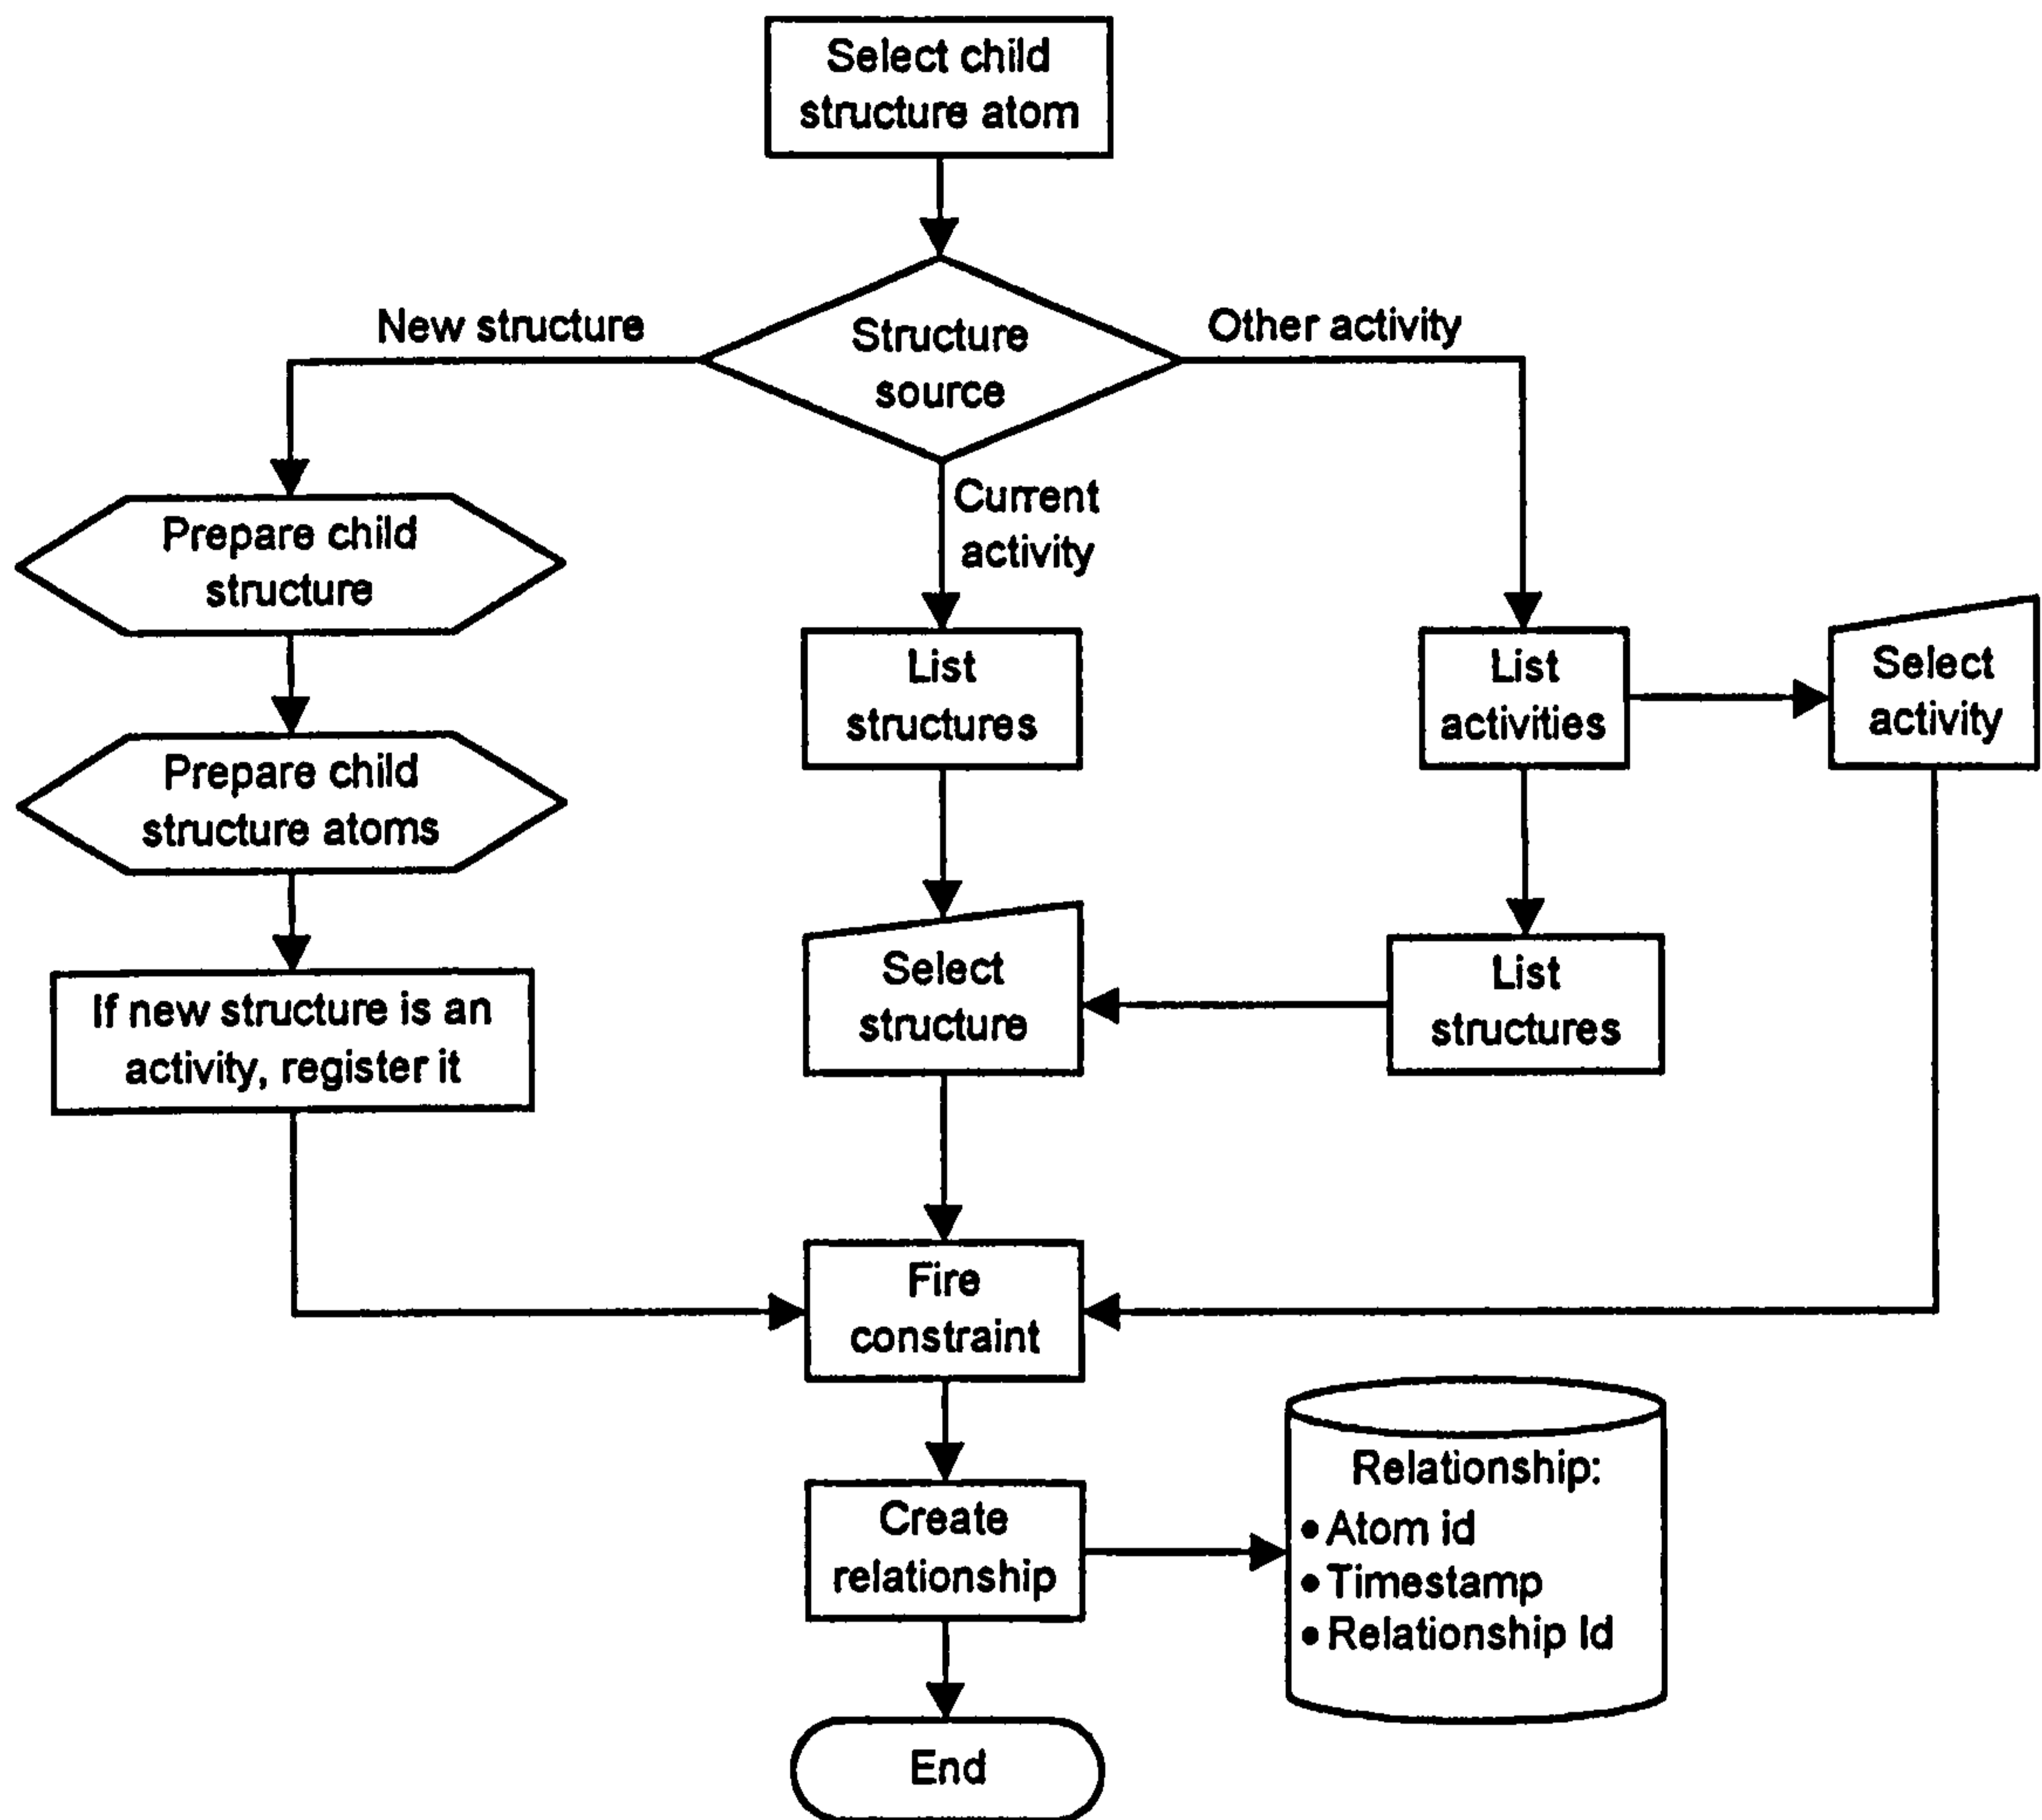 Select child
structure atom
Structure
source
New structure
Other activity
Current
activity
Prepare child
structure
Prepare child
structure atoms
If new structure is an
activity, register it
List
structures
Select
structure
List
activities
Select
activity
List
structures
Fire
constraint
Create
relationship
Relationship:
• Atom id
• Timestamp
• Relationship Id
End